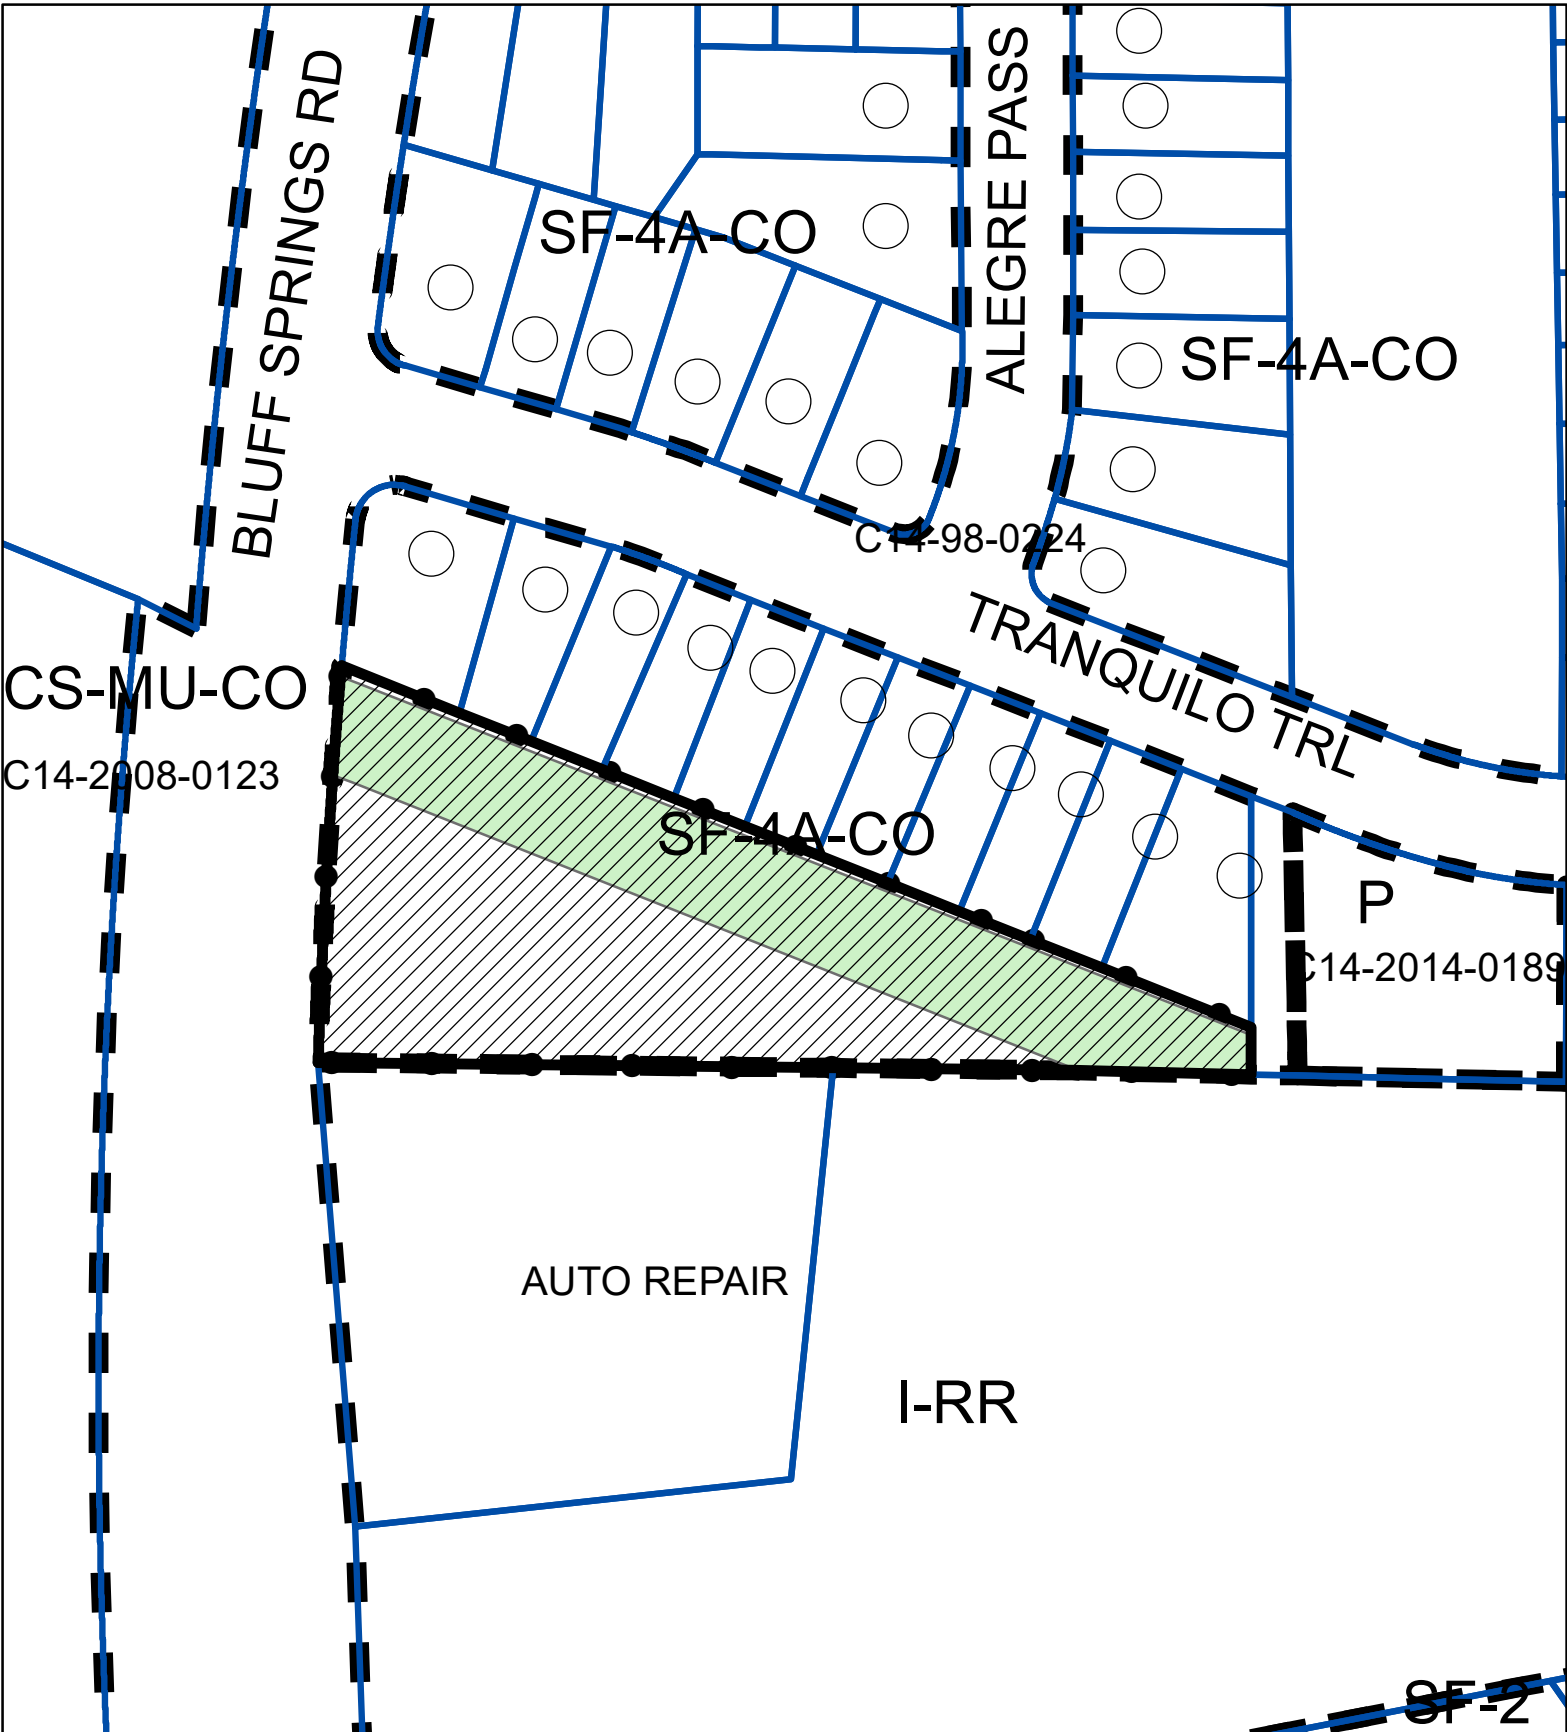 BLUFF SPRINGS RD
ALEGRE PASS
SF-4A-CO
SF-4A-CO
C14-98-0224
TRANQUILO TRL
CS-MU-CO
C14-2008-0123
SF-4A-CO
P
C14-2014-0189
AUTO REPAIR
I-RR
SF-2